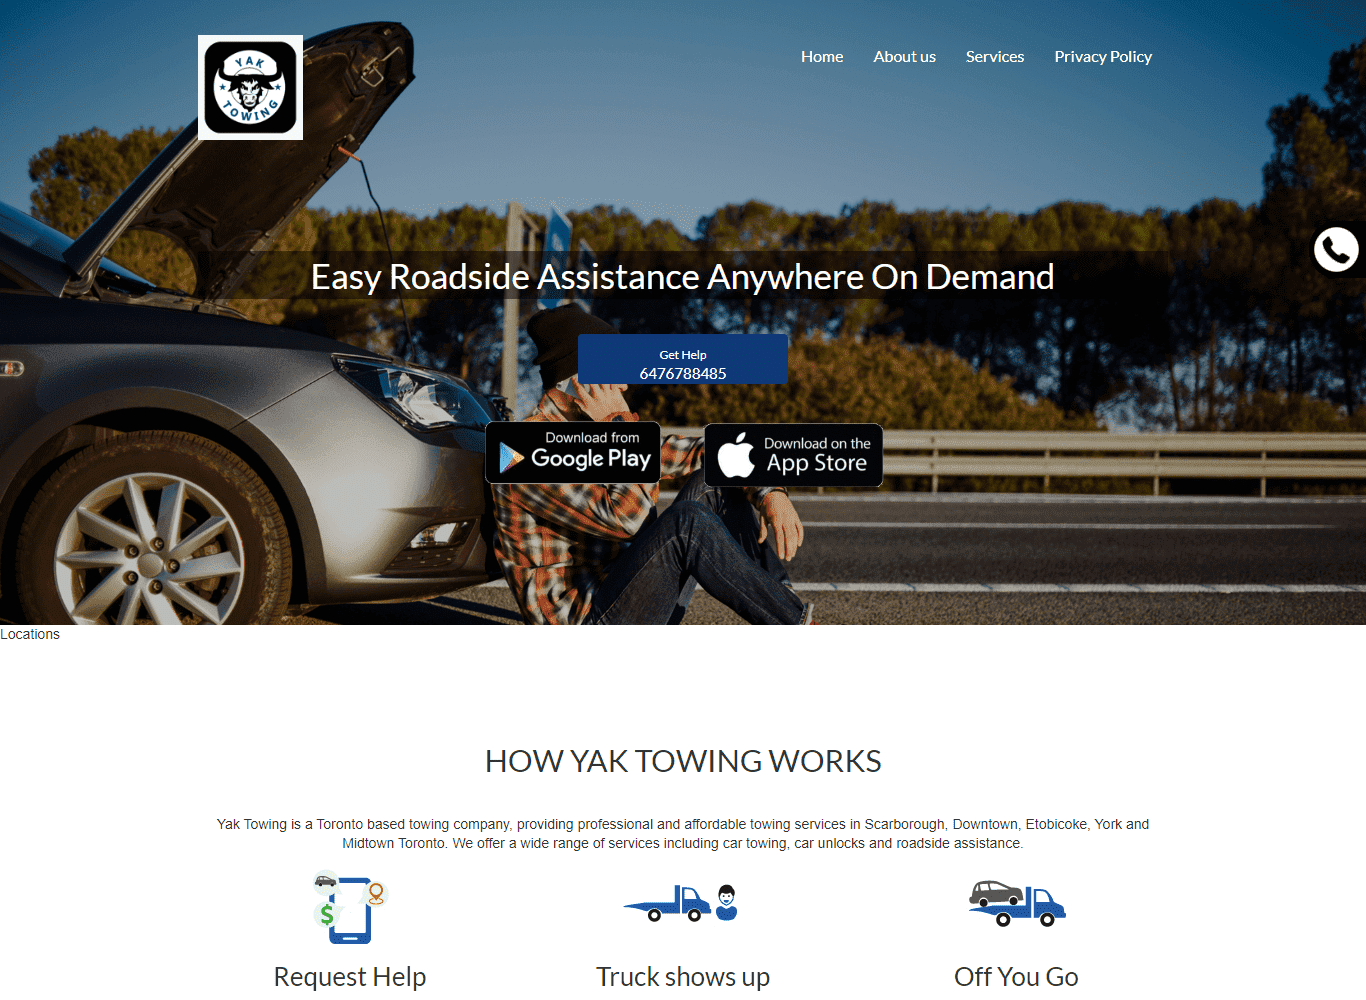 YAK
TOWING
Home
About us
Services
Privacy Policy
Easy Roadside Assistance Anywhere On Demand
Get Help
6476788485
Download from
Google Play
Download on the
App Store
Locations
HOW YAK TOWING WORKS
Yak Towing is a Toronto based towing company, providing professional and affordable towing services in Scarborough, Downtown, Etobicoke, York and
Midtown Toronto. We offer a wide range of services including car towing, car unlocks and roadside assistance.
$
Request Help
Truck shows up
Off You Go